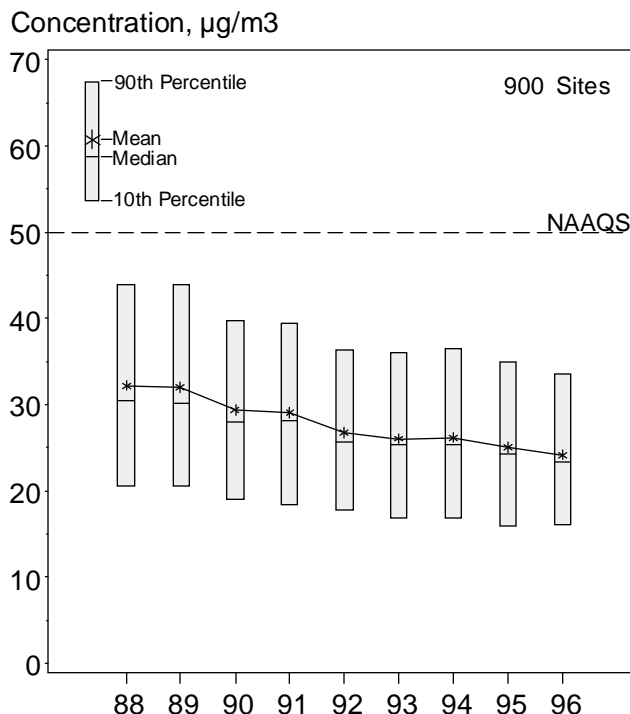 Concentration, µg/m3
70
90th Percentile
900 Sites
Mean
60
Median
10th Percentile
NAAQS
50
40
30
20
10
0
88 89 90 91 92 93 94 95 96